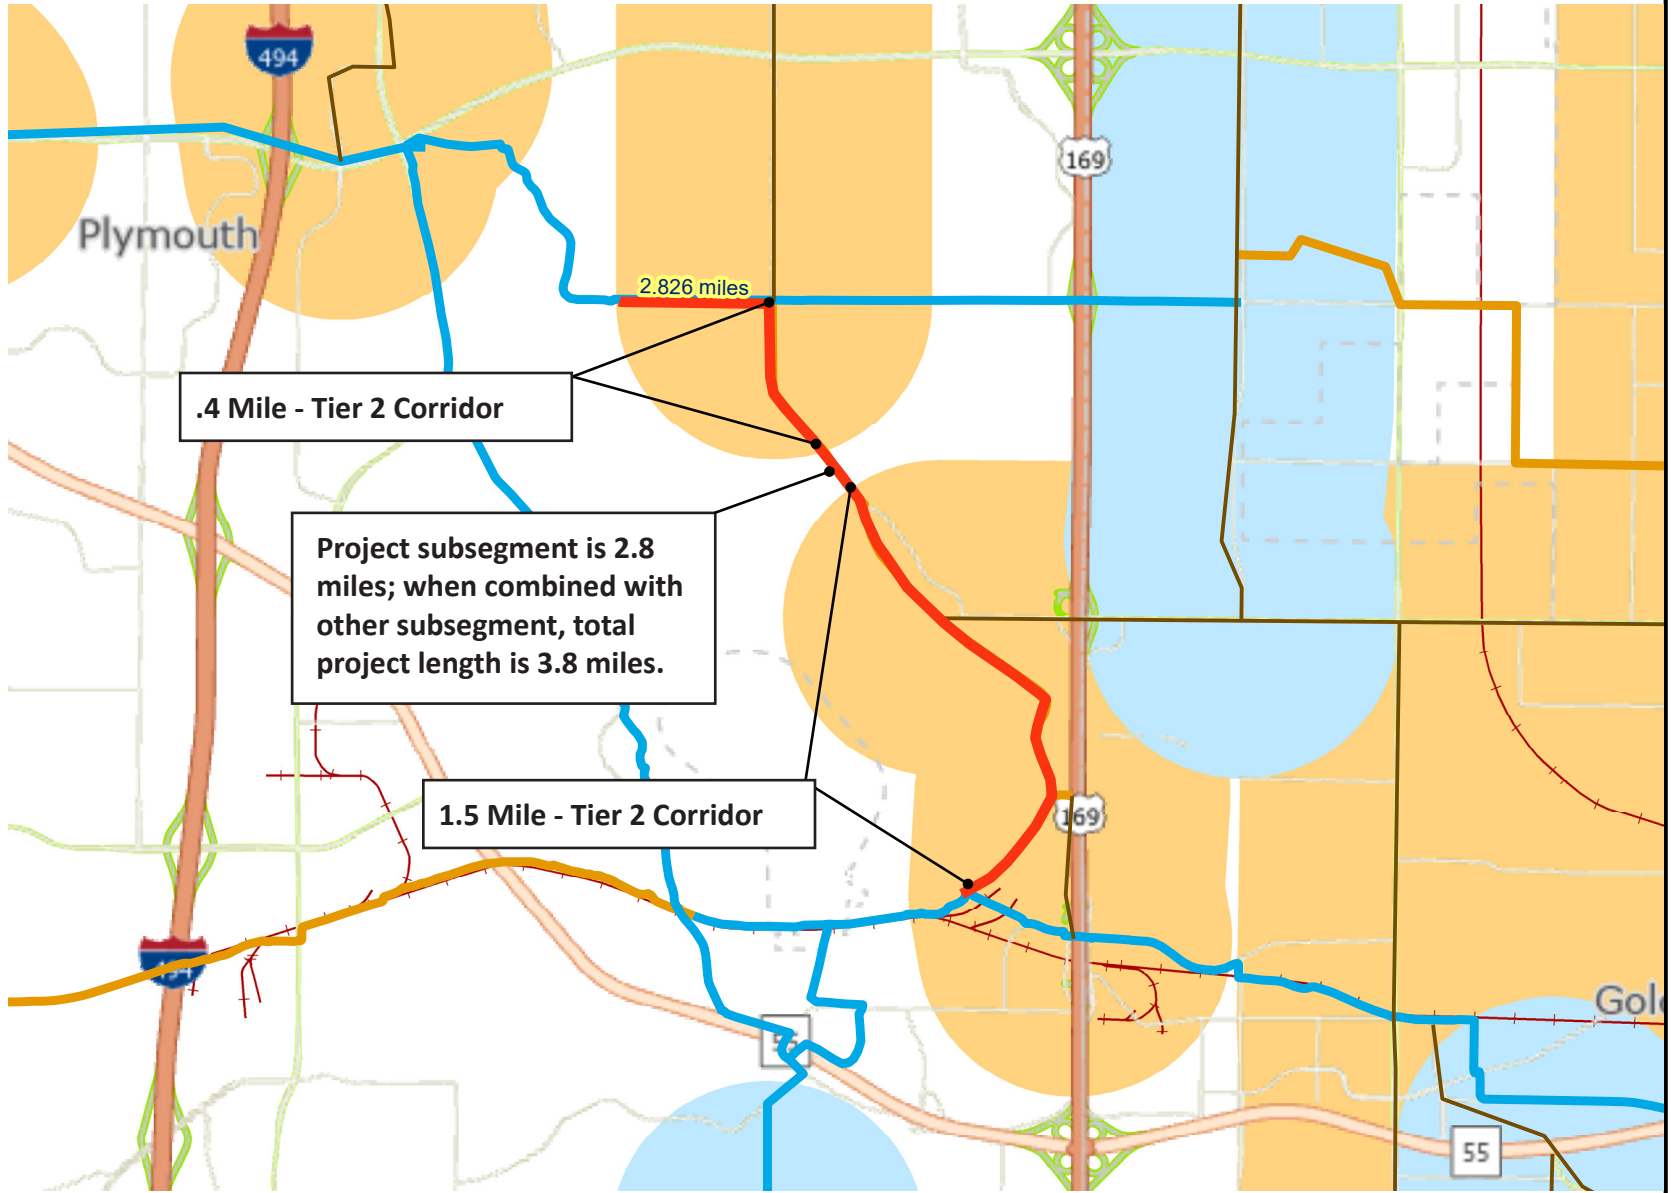 494
169
Plymouth
2.826 miles
.4 Mile - Tier 2 Corridor
Project subsegment is 2.8
miles; when combined with
other subsegment, total
project length is 3.8 miles.
1.5 Mile - Tier 2 Corridor
169
494
Gol
55
55